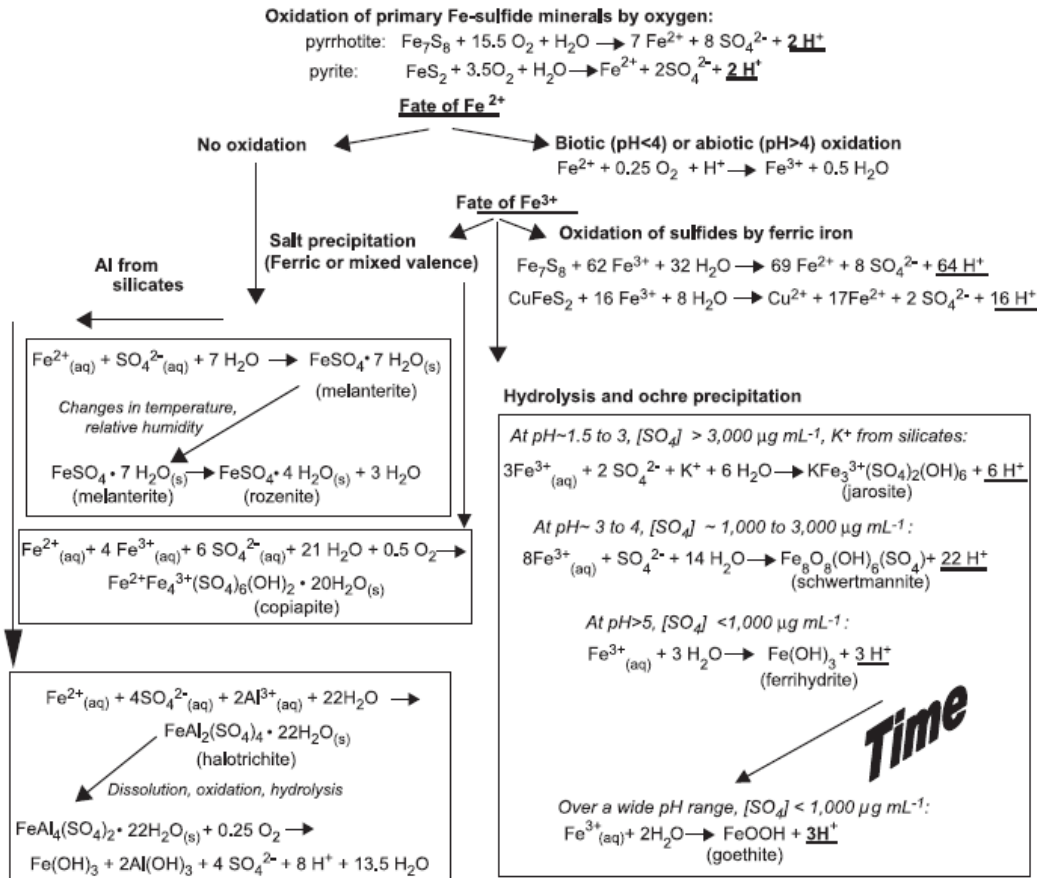 Oxidation of primary Fe-sulfide minerals by oxygen:
pyrrhotite: Fe₇S₈ + 15.5 O₂ + H₂O → 7 Fe²⁺ + 8 SO₄²⁻ + 2 H⁺
pyrite: FeS₂ + 3.5O₂ + H₂O → Fe²⁺ + 2SO₄²⁻ + 2 H⁺
Fate of Fe ²⁺
No oxidation
Biotic (pH<4) or abiotic (pH>4) oxidation
Fe²⁺ + 0.25 O₂ + H⁺ → Fe³⁺ + 0.5 H₂O
Fate of Fe³⁺
Salt precipitation
(Ferric or mixed valence)
Oxidation of sulfides by ferric iron
Fe₇S₈ + 62 Fe³⁺ + 32 H₂O → 69 Fe²⁺ + 8 SO₄²⁻ + 64 H⁺
CuFeS₂ + 16 Fe³⁺ + 8 H₂O → Cu²⁺ + 17Fe²⁺ + 2 SO₄²⁻ + 16 H⁺
Al from
silicates
Fe²⁺(aq) + SO₄²⁻(aq) + 7 H₂O → FeSO₄• 7 H₂O(s)
(melanterite)
Changes in temperature,
relative humidity
FeSO₄• 7 H₂O(s) → FeSO₄• 4 H₂O(s) + 3 H₂O
(melanterite) (rozenite)
Fe²⁺(aq)+ 4 Fe³⁺(aq)+ 6 SO₄²⁻(aq)+ 21 H₂O + 0.5 O₂ →
Fe²⁺Fe₄³⁺(SO₄)₆(OH)₂ • 20H₂O(s)
(copiapite)
Fe²⁺(aq) + 4SO₄²⁻(aq) + 2Al³⁺(aq) + 22H₂O →
FeAl₂(SO₄)₄ • 22H₂O(s)
(halotrichite)
Dissolution, oxidation, hydrolysis
FeAl₄(SO₄)₂• 22H₂O(s) + 0.25 O₂ →
Fe(OH)₃ + 2Al(OH)₃ + 4 SO₄²⁻ + 8 H⁺ + 13.5 H₂O
Hydrolysis and ochre precipitation
At pH~1.5 to 3, [SO₄] > 3,000 µg mL⁻¹, K⁺ from silicates:
3Fe³⁺(aq) + 2 SO₄²⁻ + K⁺ + 6 H₂O → KFe₃³⁺(SO₄)₂(OH)₆ + 6 H⁺
(jarosite)
At pH~ 3 to 4, [SO₄] ~ 1,000 to 3,000 µg mL⁻¹:
8Fe³⁺(aq) + SO₄²⁻ + 14 H₂O → Fe₈O₈(OH)₆(SO₄)+ 22 H⁺
(schwertmannite)
At pH>5, [SO₄] <1,000 µg mL⁻¹:
Fe³⁺(aq) + 3 H₂O → Fe(OH)₃ + 3 H⁺
(ferrihydrite)
Time
Over a wide pH range, [SO₄] < 1,000 µg mL⁻¹:
Fe³⁺(aq)+ 2H₂O → FeOOH + 3H⁺
(goethite)